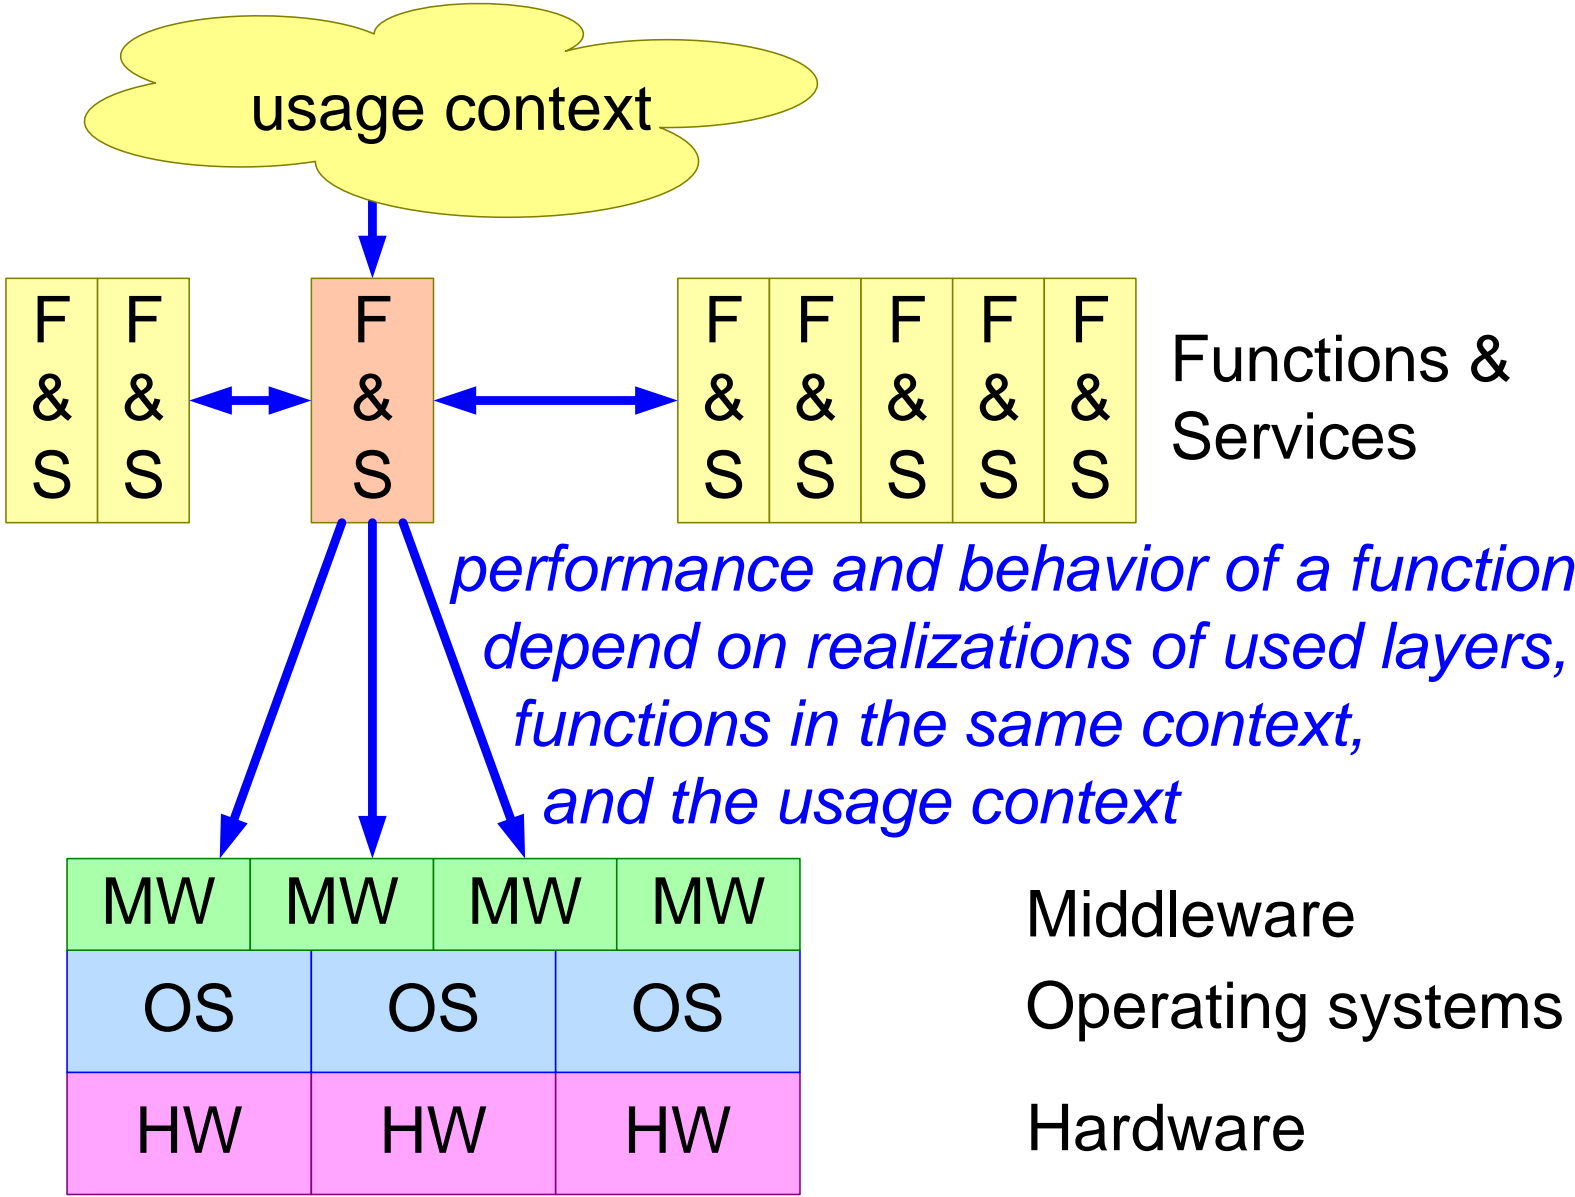 usage context
F F F F F F F F
& & & & & & & &
S S S S S S S S
Functions &
Services
performance and behavior of a function
depend on realizations of used layers,
functions in the same context,
and the usage context
MW MW MW MW
Middleware
OS OS OS
Operating systems
HW HW HW
Hardware